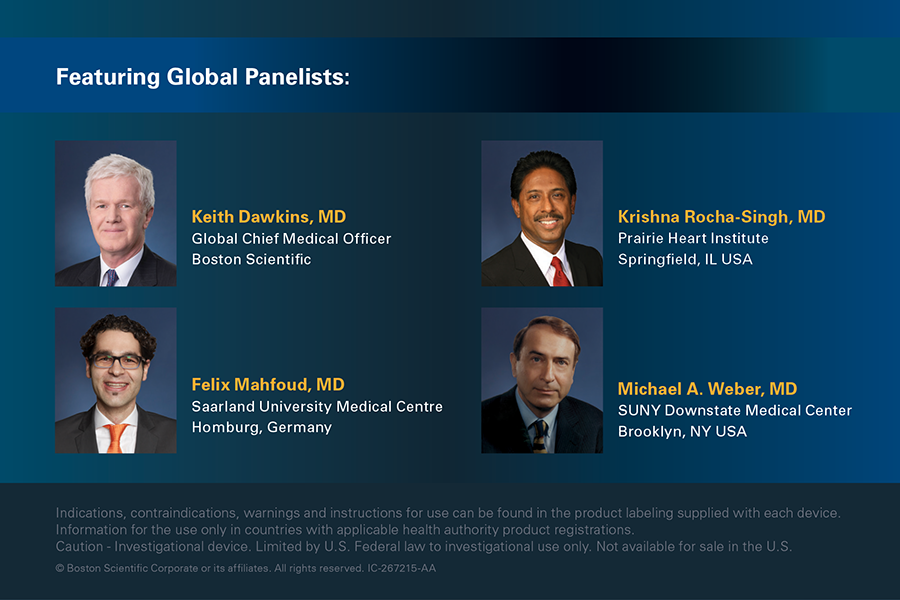 Featuring Global Panelists:
Keith Dawkins, MD
Global Chief Medical Officer
Boston Scientific
Krishna Rocha-Singh, MD
Prairie Heart Institute
Springfield, IL USA
Felix Mahfoud, MD
Saarland University Medical Centre
Homburg, Germany
Michael A. Weber, MD
SUNY Downstate Medical Center
Brooklyn, NY USA
Indications, contraindications, warnings and instructions for use can be found in the product labeling supplied with each device.
Information for the use only in countries with applicable health authority product registrations.
Caution - Investigational device. Limited by U.S. Federal law to investigational use only. Not available for sale in the U.S.
© Boston Scientific Corporate or its affiliates. All rights reserved. IC-267215-AA